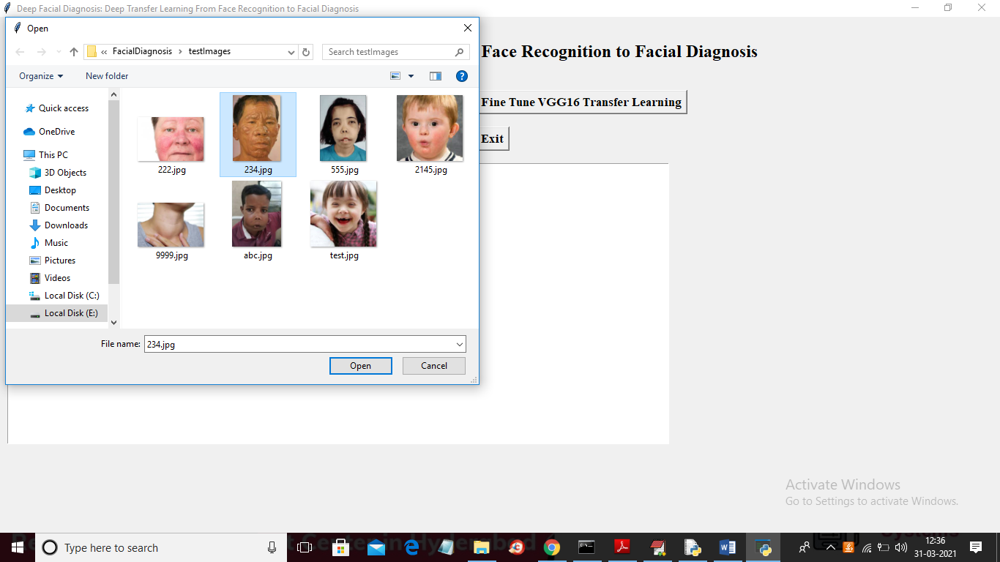 Deep Facial Diagnosis: Deep Transfer Learning From Face Recognition to Facial Diagnosis
Open
« FacialDiagnosis › testImages
Search testImages
Organize
New folder
Face Recognition to Facial Diagnosis
Fine Tune VGG16 Transfer Learning
Exit
Quick access
OneDrive
This PC
3D Objects
Desktop
Documents
Downloads
Music
Pictures
Videos
Local Disk (C:)
Local Disk (E:)
222.jpg
234.jpg
555.jpg
2145.jpg
9999.jpg
abc.jpg
test.jpg
File name:
234.jpg
Open
Cancel
Activate Windows
Go to Settings to activate Windows.
Type here to search
12:36
31-03-2021